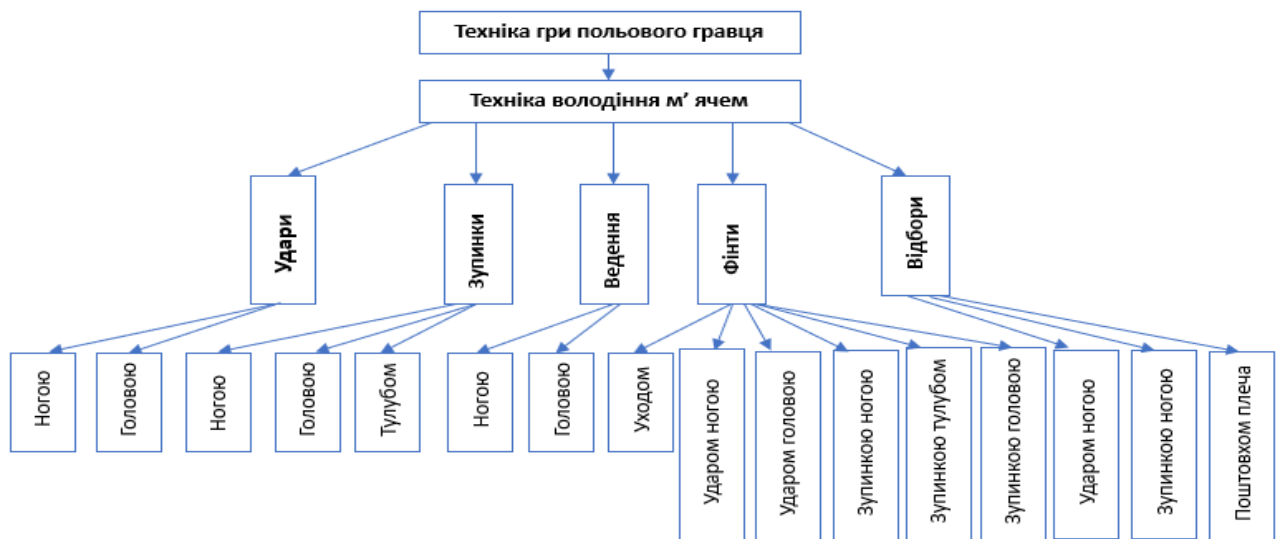 Техніка гри польового гравця
Техніка володіння м’ ячем
Удари
Зупинки
Ведення
Фінти
Відбори
Ногою
Головою
Ногою
Головою
Тулубом
Ногою
Головою
Уходом
Ударом ногою
Ударом головою
Зупинкою ногою
Зупинкою тулубом
Зупинкою головою
Ударом ногою
Зупинкою ногою
Поштовхом плеча